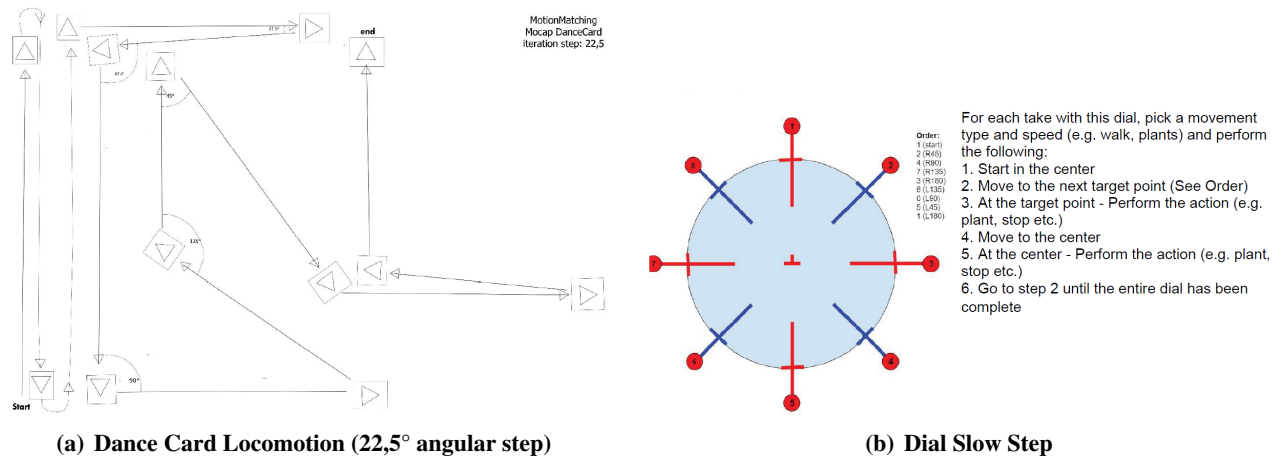 MotionMatching
Mocap DanceCard
iteration step: 22,5
22.5°
end
67,5°
45°
135°
90°
Start
(a) Dance Card Locomotion (22,5° angular step)
1
2
3
4
5
6
7
8
Order:
1 (start)
2 (R45)
4 (R90)
7 (R135)
3 (R180)
8 (L135)
6 (L90)
5 (L45)
1 (L180)
For each take with this dial, pick a movement
type and speed (e.g. walk, plants) and perform
the following:
1. Start in the center
2. Move to the next target point (See Order)
3. At the target point - Perform the action (e.g.
plant, stop etc.)
4. Move to the center
5. At the center - Perform the action (e.g. plant,
stop etc.)
6. Go to step 2 until the entire dial has been
complete
(b) Dial Slow Step